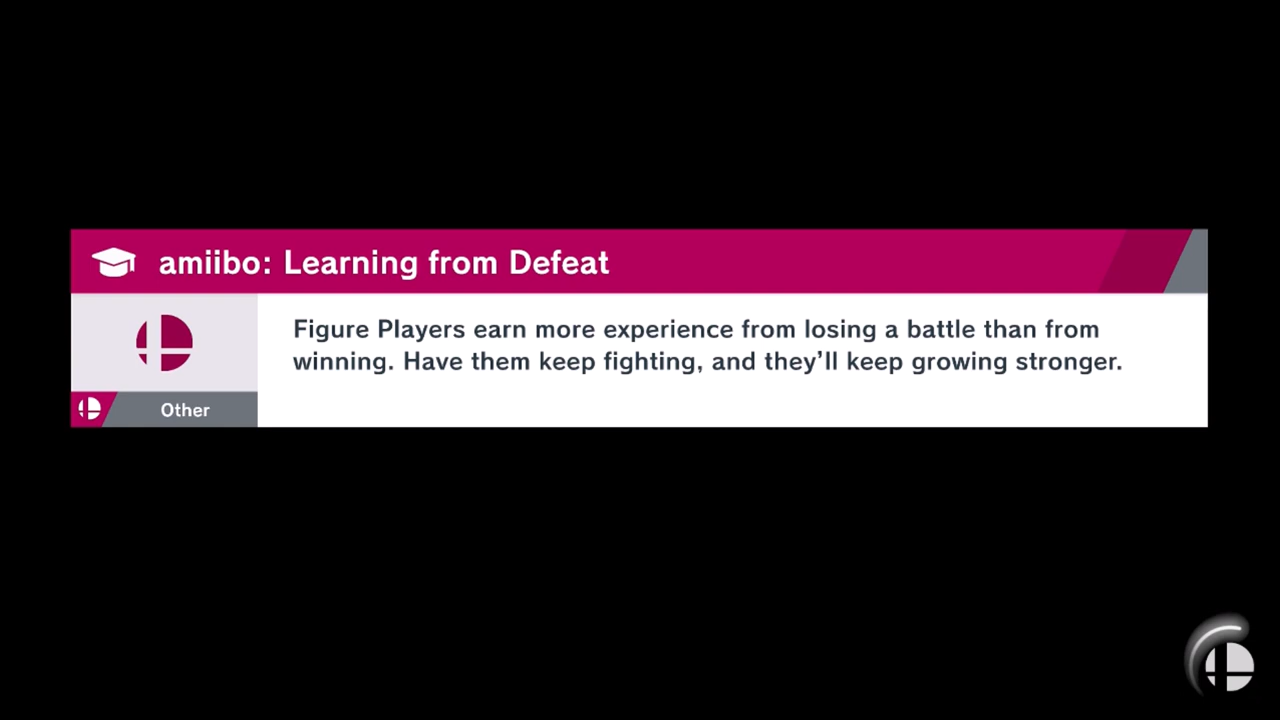 amiibo: Learning from Defeat
Figure Players earn more experience from losing a battle than from
winning. Have them keep fighting, and they’ll keep growing stronger.
Other